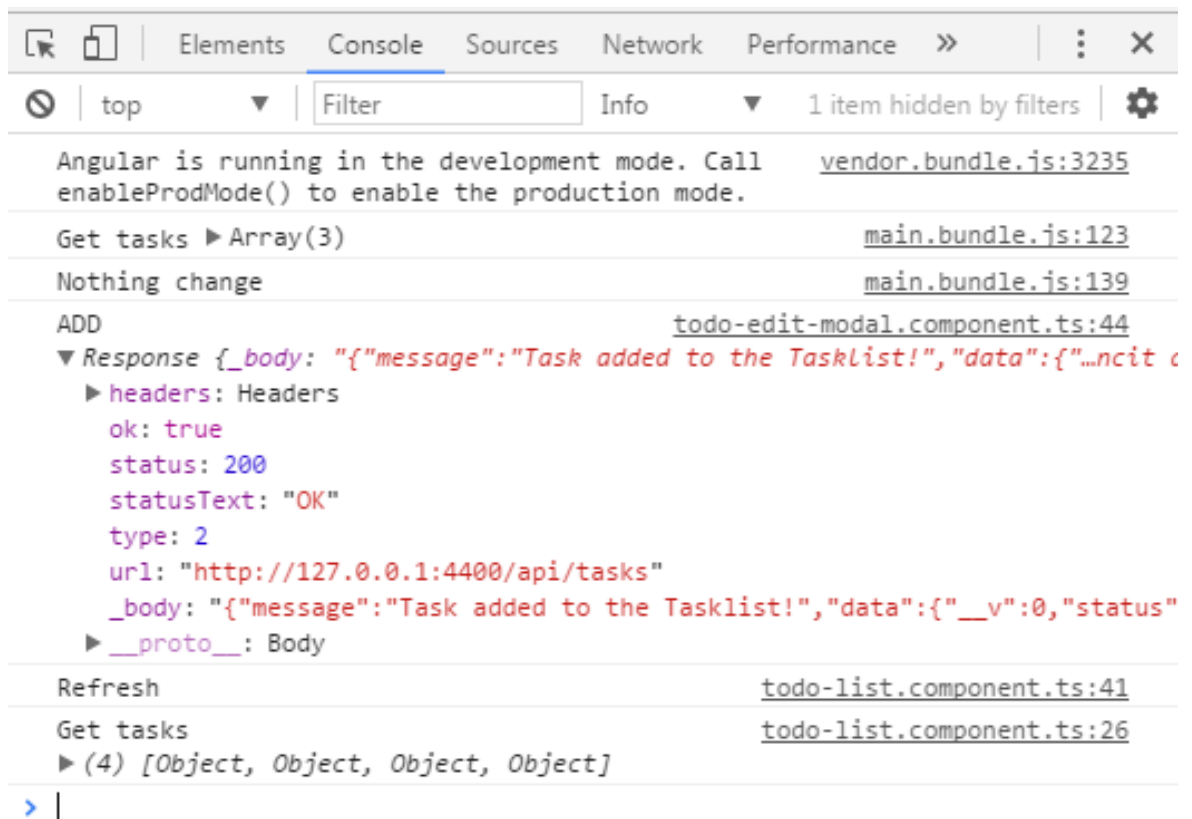 Elements Console Sources Network Performance »
top Filter Info 1 item hidden by filters
Angular is running in the development mode. Call vendor.bundle.js:3235
enableProdMode() to enable the production mode.
Get tasks ▶Array(3) main.bundle.js:123
Nothing change main.bundle.js:139
ADD todo-edit-modal.component.ts:44
▼Response {_body: "{"message":"Task added to the Tasklist!","data":{"…ncit
▶headers: Headers
ok: true
status: 200
statusText: "OK"
type: 2
url: "http://127.0.0.1:4400/api/tasks"
_body: "{"message":"Task added to the Tasklist!","data":{"__v":0,"status"
▶__proto__: Body
Refresh todo-list.component.ts:41
Get tasks todo-list.component.ts:26
▶(4) [Object, Object, Object, Object]
>